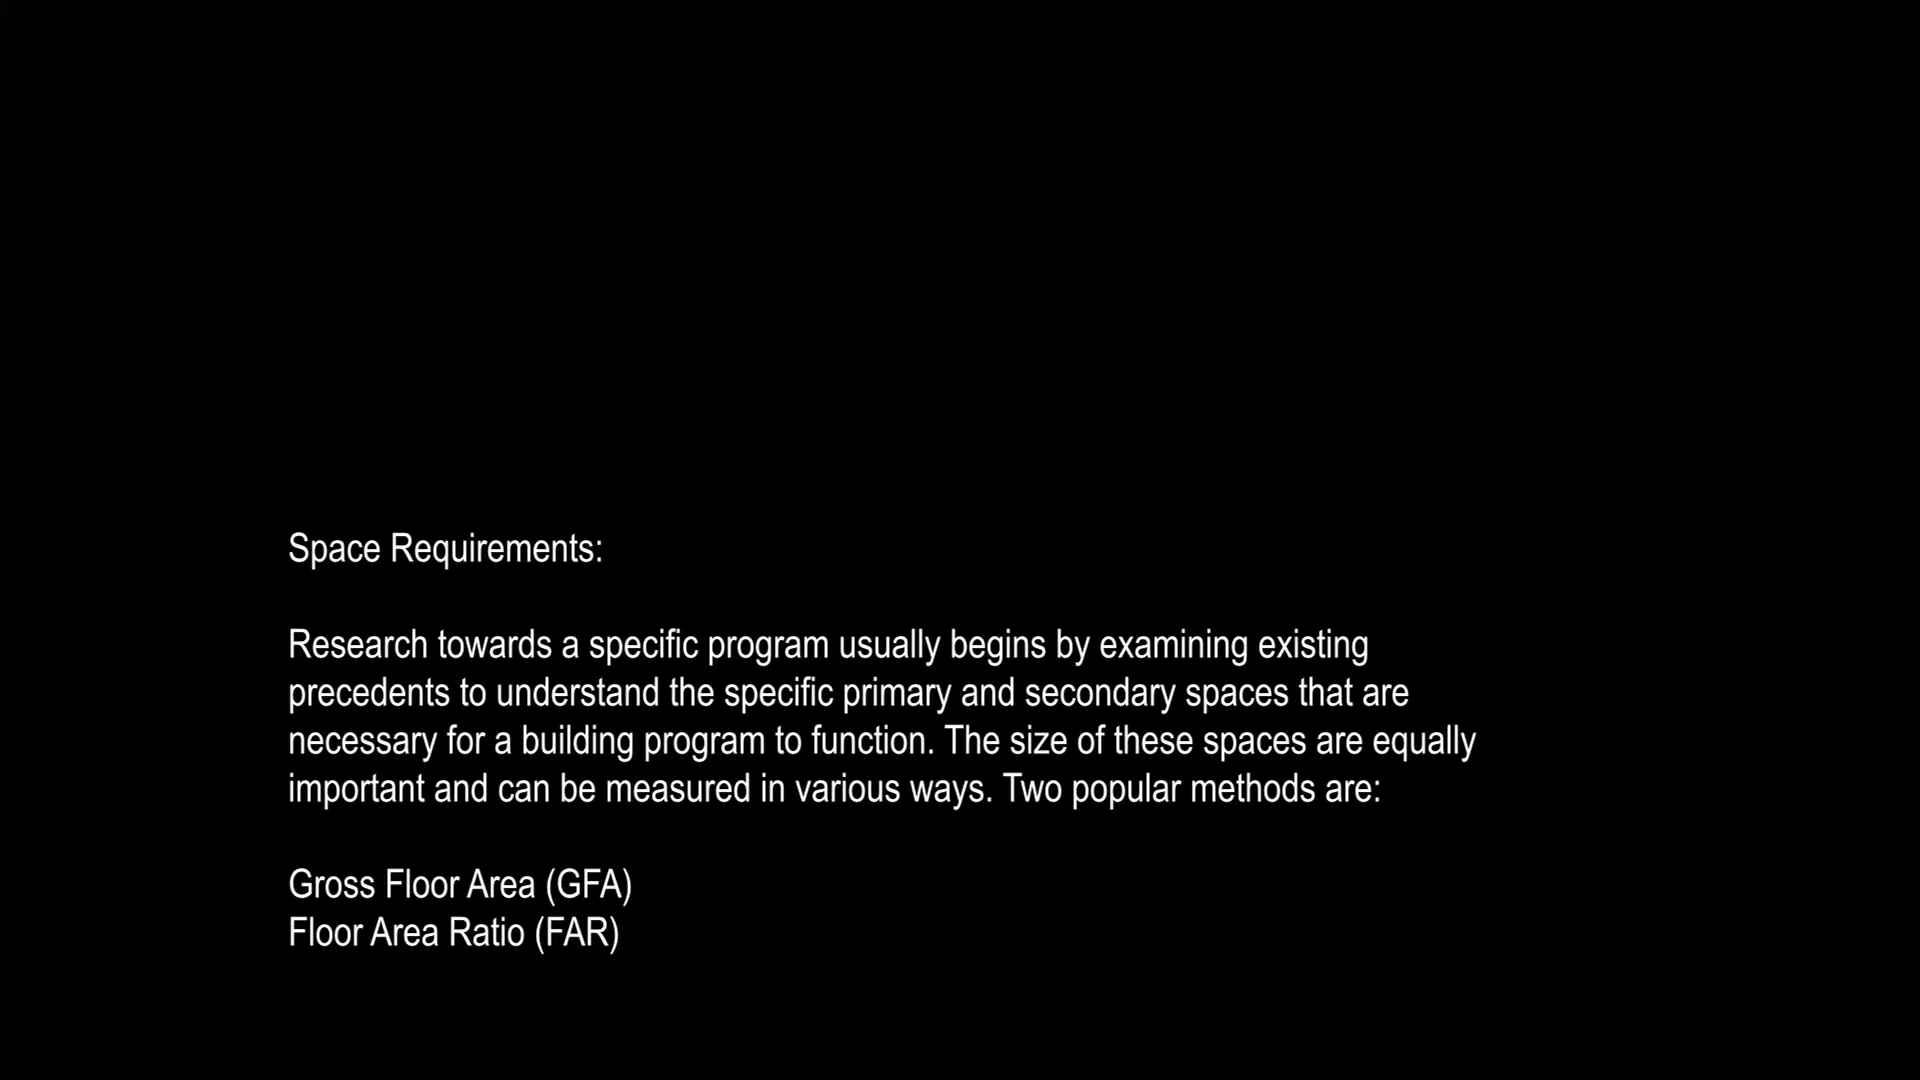 Space Requirements:
Research towards a specific program usually begins by examining existing
precedents to understand the specific primary and secondary spaces that are
necessary for a building program to function. The size of these spaces are equally
important and can be measured in various ways. Two popular methods are:
Gross Floor Area (GFA)
Floor Area Ratio (FAR)